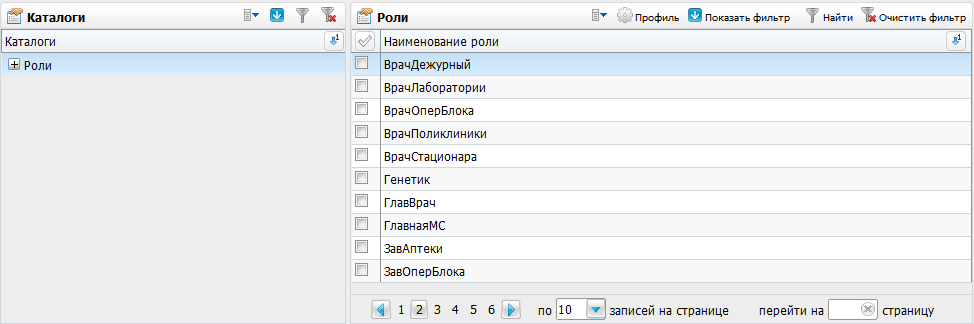 Каталоги
Каталоги
Роли
Роли Профиль Показать фильтр Найти Очистить фильтр
Наименование роли
ВрачДежурный
ВрачЛаборатории
ВрачОперБлока
ВрачПоликлиники
ВрачСтационара
Генетик
ГлавВрач
ГлавнаяМС
ЗавАптеки
ЗавОперБлока
1 2 3 4 5 6 по 10 записей на странице перейти на страницу